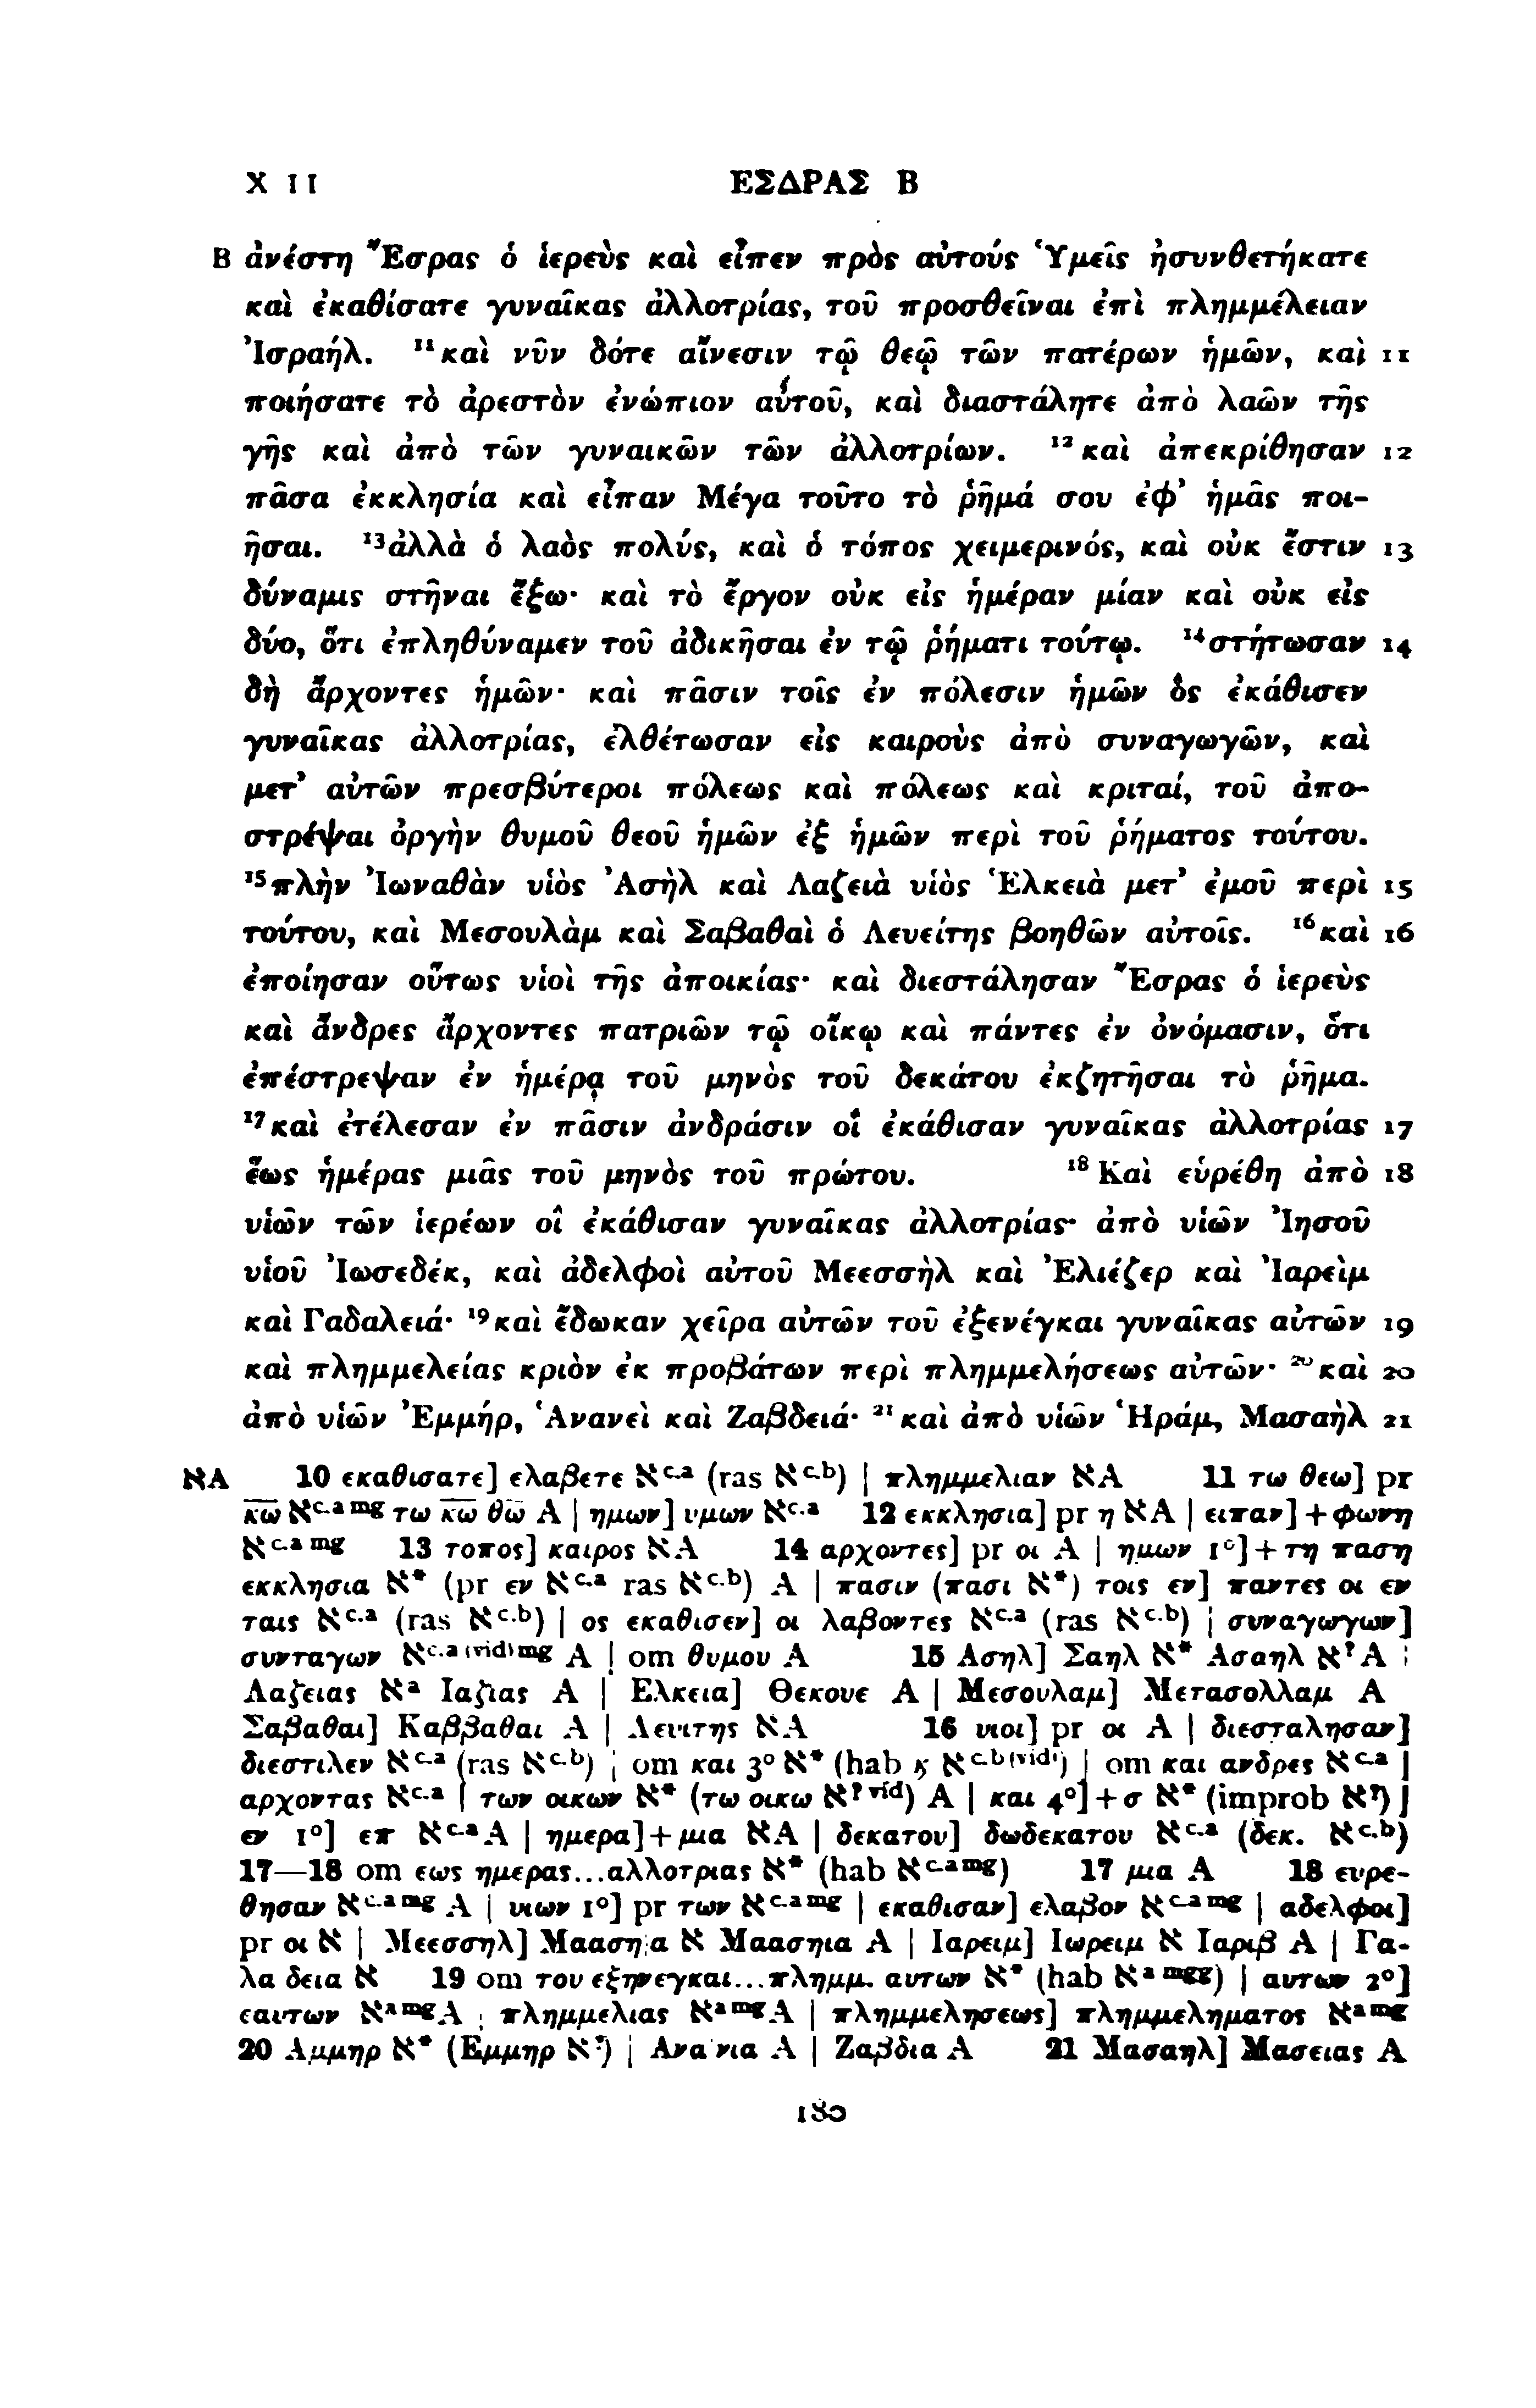 X 11 ΕΣΔΡΑΣ Β
B ἀνέστη Ἔσρας ὁ ἱερεὺς καὶ εἶπεν πρὸς αὐτούς Ὑμεῖς ἠσυνθετήκατε
καὶ ἐκαθίσατε γυναῖκας ἀλλοτρίας, τοῦ προσθεῖναι ἐπὶ πλημμέλειαν
Ἰσραήλ. ¹¹καὶ νῦν δότε αἴνεσιν τῷ θεῷ τῶν πατέρων ἡμῶν, καὶ 11
ποιήσατε τὸ ἀρεστὸν ἐνώπιον αὐτοῦ, καὶ διαστάλητε ἀπὸ λαῶν τῆς
γῆς καὶ ἀπὸ τῶν γυναικῶν τῶν ἀλλοτρίων. ¹²καὶ ἀπεκρίθησαν 12
πᾶσα ἐκκλησία καὶ εἶπαν Μέγα τοῦτο τὸ ῥῆμά σου ἐφ᾽ ἡμᾶς ποι-
ῆσαι. ¹³ἀλλὰ ὁ λαὸς πολύς, καὶ ὁ τόπος χειμερινός, καὶ οὐκ ἔστιν 13
δύναμις στῆναι ἔξω· καὶ τὸ ἔργον οὐκ εἰς ἡμέραν μίαν καὶ οὐκ εἰς
δύο, ὅτι ἐπληθύναμεν τοῦ ἀδικῆσαι ἐν τῷ ῥήματι τούτῳ. ¹⁴στήτωσαν 14
δὴ ἄρχοντες ἡμῶν· καὶ πᾶσιν τοῖς ἐν πόλεσιν ἡμῶν ὃς ἐκάθισεν
γυναῖκας ἀλλοτρίας, ἐλθέτωσαν εἰς καιροὺς ἀπὸ συναγωγῶν, καὶ
μετ᾽ αὐτῶν πρεσβύτεροι πόλεως καὶ πόλεως καὶ κριταί, τοῦ ἀπο-
στρέψαι ὀργὴν θυμοῦ θεοῦ ἡμῶν ἐξ ἡμῶν περὶ τοῦ ῥήματος τούτου.
¹⁵πλὴν Ἰωναθὰν υἱὸς Ἀσὴλ καὶ Λαζειὰ υἱὸς Ἑλκειὰ μετ᾽ ἐμοῦ περὶ 15
τούτου, καὶ Μεσουλὰμ καὶ Σαβαθαὶ ὁ Λευείτης βοηθῶν αὐτοῖς. ¹⁶καὶ 16
ἐποίησαν οὕτως υἱοὶ τῆς ἀποικίας· καὶ διεστάλησαν Ἔσρας ὁ ἱερεὺς
καὶ ἄνδρες ἄρχοντες πατριῶν τῷ οἴκῳ καὶ πάντες ἐν ὀνόμασιν, ὅτι
ἐπέστρεψαν ἐν ἡμέρᾳ τοῦ μηνὸς τοῦ δεκάτου ἐκζητῆσαι τὸ ῥῆμα.
¹⁷καὶ ἐτέλεσαν ἐν πᾶσιν ἀνδράσιν οἳ ἐκάθισαν γυναῖκας ἀλλοτρίας 17
ἕως ἡμέρας μιᾶς τοῦ μηνὸς τοῦ πρώτου. ¹⁸Καὶ εὑρέθη ἀπὸ 18
υἱῶν τῶν ἱερέων οἳ ἐκάθισαν γυναῖκας ἀλλοτρίας· ἀπὸ υἱῶν Ἰησοῦ
υἱοῦ Ἰωσεδέκ, καὶ ἀδελφοὶ αὐτοῦ Μεεσσὴλ καὶ Ἐλιέζερ καὶ Ἰαρεὶμ
καὶ Γαδαλειά· ¹⁹καὶ ἔδωκαν χεῖρα αὐτῶν τοῦ ἐξενέγκαι γυναῖκας αὐτῶν 19
καὶ πλημμελείας κριὸν ἐκ προβάτων περὶ πλημμελήσεως αὐτῶν· ²⁰καὶ 20
ἀπὸ υἱῶν Ἐμμήρ, Ἀνανεὶ καὶ Ζαβδειά· ²¹καὶ ἀπὸ υἱῶν Ἡράμ, Μασαὴλ 21
אA 10 εκαθισατε] ελαβετε א^c.a (ras א^c.b) | πλημμελιαν אA 11 τω θεω] pr
κ̅ω̅ א^c.a mg τω κ̅ω̅ θ̅ω̅ A | ημων] υμων א^c.a 12 εκκλησια] pr η אA | ειπαν] + φωνη
א^c.a mg 13 τοπος] καιρος אA 14 αρχοντες] pr οι A | ημων 1°] + τη παση
εκκλησια א* (pr εν א^c.a ras א^c.b) A | πασιν (πασι א*) τοις εν] παντες οι εν
ταις א^c.a (ras א^c.b) | ος εκαθισεν] οι λαβοντες א^c.a (ras א^c.b) | συναγωγων]
συνταγων א^c.a (vid) mg A | om θυμου A 15 Ασηλ] Σαηλ א* Ασαηλ א^? A |
Λαζειας א^a Ιαζιας A | Ελκεια] Θεκουε A | Μεσουλαμ] Μετασολλαμ A
Σαβαθαι] Καββαθαι A | Λευιτης אA 16 υιοι] pr οι A | διεσταλησαν]
διεστιλεν א^c.a (ras א^c.b) | om και 3° א* (hab ϗ א^c.b (vid)) | om και ανδρες א^c.a |
αρχοντας א^c.a | των οικων א* (τω οικω א^? vid) A | και 4°] + σ א* (improb א^?) |
εν 1°] επ א^c.a A | ημερα] + μια אA | δεκατου] δωδεκατου א^c.a (δεκ. א^c.b)
17—18 om εως ημερας...αλλοτριας א* (hab א^c.a mg) 17 μια A 18 ευρε-
θησαν א^c.a mg A | υιων 1°] pr των א^c.a mg | εκαθισαν] ελαβον א^c.a mg | αδελφοι]
pr οι א | Μεεσσηλ] Μαασηα א Μαασηια A | Ιαρειμ] Ιωρειμ א Ιαριβ A | Γα-
λα δεια א 19 om του εξηνεγκαι...πλημμ. αυτων א* (hab א^a mgg) | αυτων 2°]
εαυτων א^a mg A | πλημμελιας א^a mg A | πλημμελησεως] πλημμεληματος א^a mg
20 Αμμηρ א* (Εμμηρ א^?) | Ανανια A | Ζαβδια A 21 Μασαηλ] Μασειας A
180